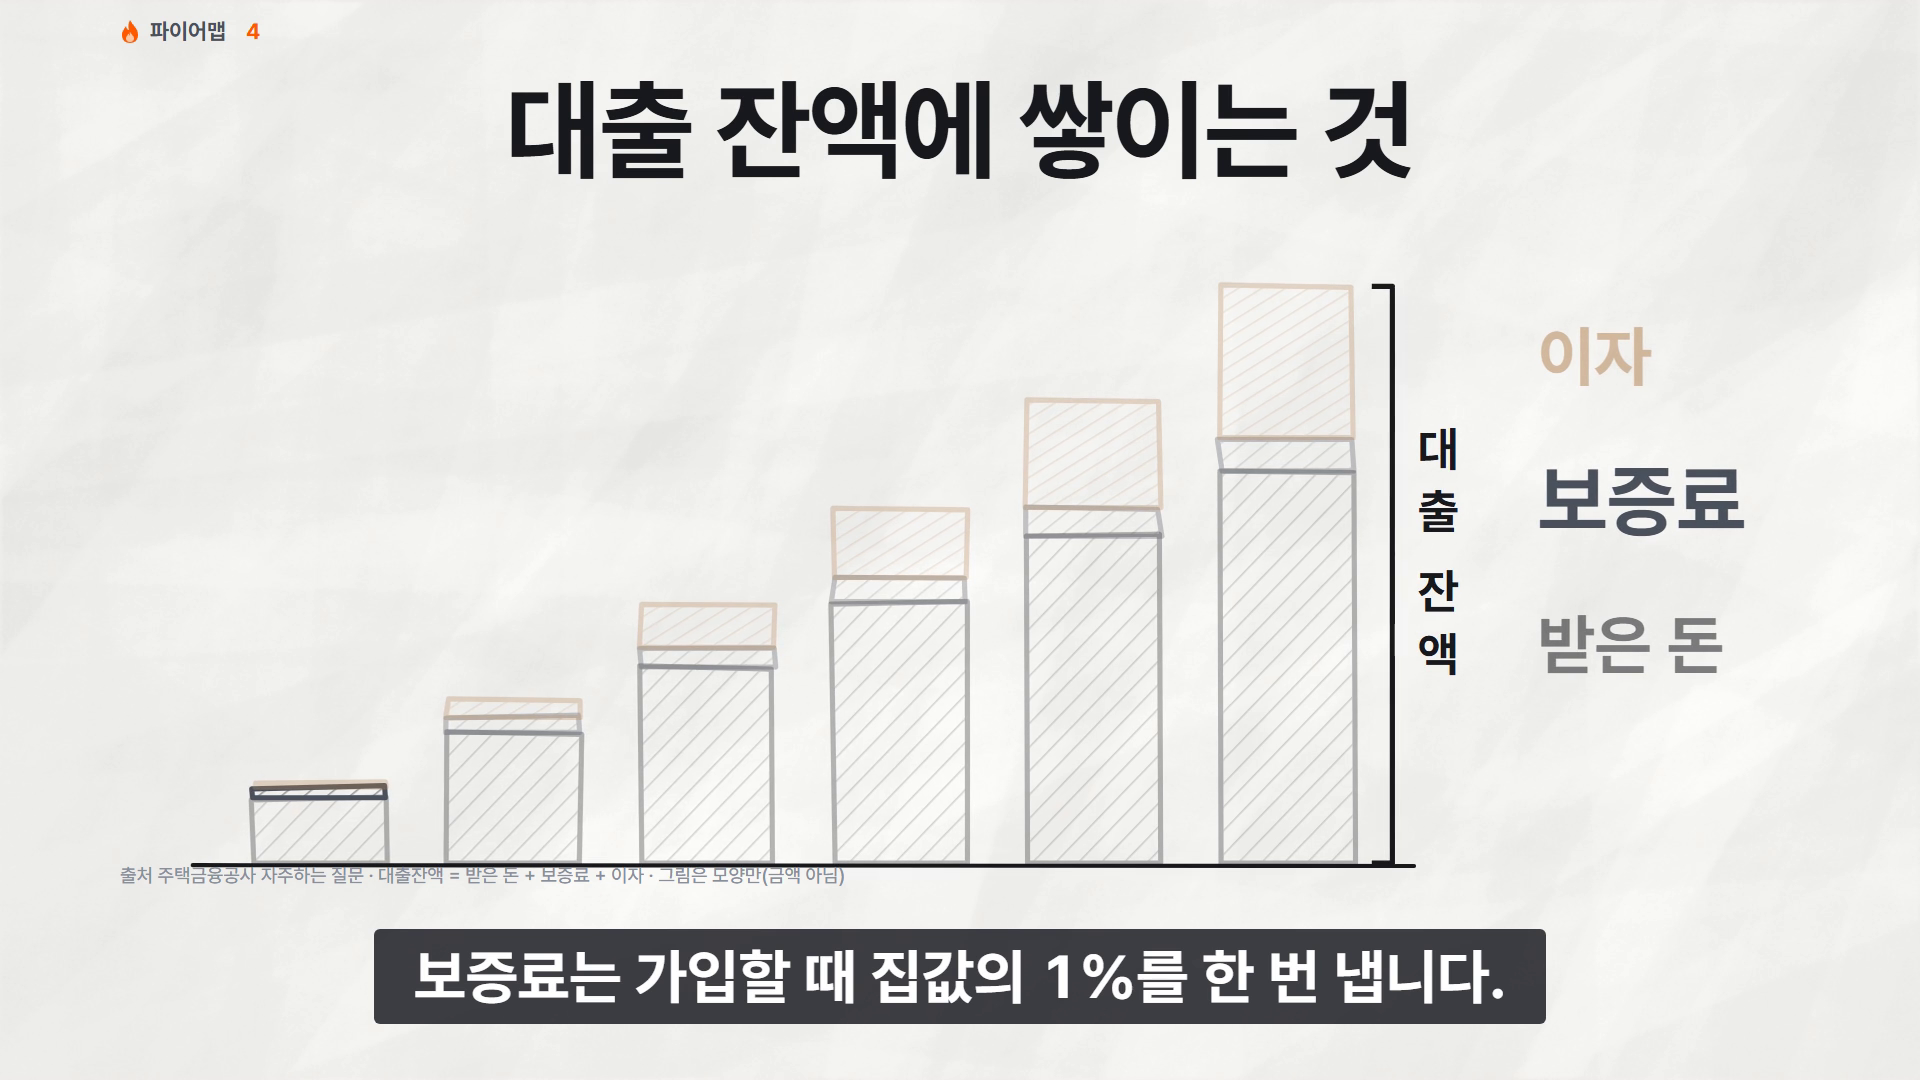 파이어맵 4
대출 잔액에 쌓이는 것
이자
보증료
받은 돈
대출 잔액
출처 주택금융공사 자주하는 질문 · 대출잔액 = 받은 돈 + 보증료 + 이자 · 그림은 모양만(금액 아님)
보증료는 가입할 때 집값의 1%를 한 번 냅니다.